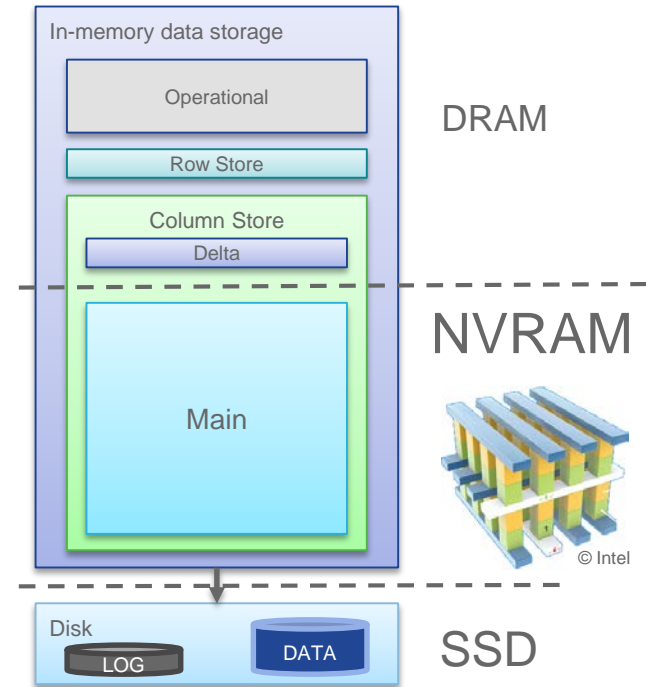 In-memory data storage
Operational
DRAM
Row Store
Column Store
Delta
NVRAM
Main
© Intel
Disk
LOG
DATA
SSD